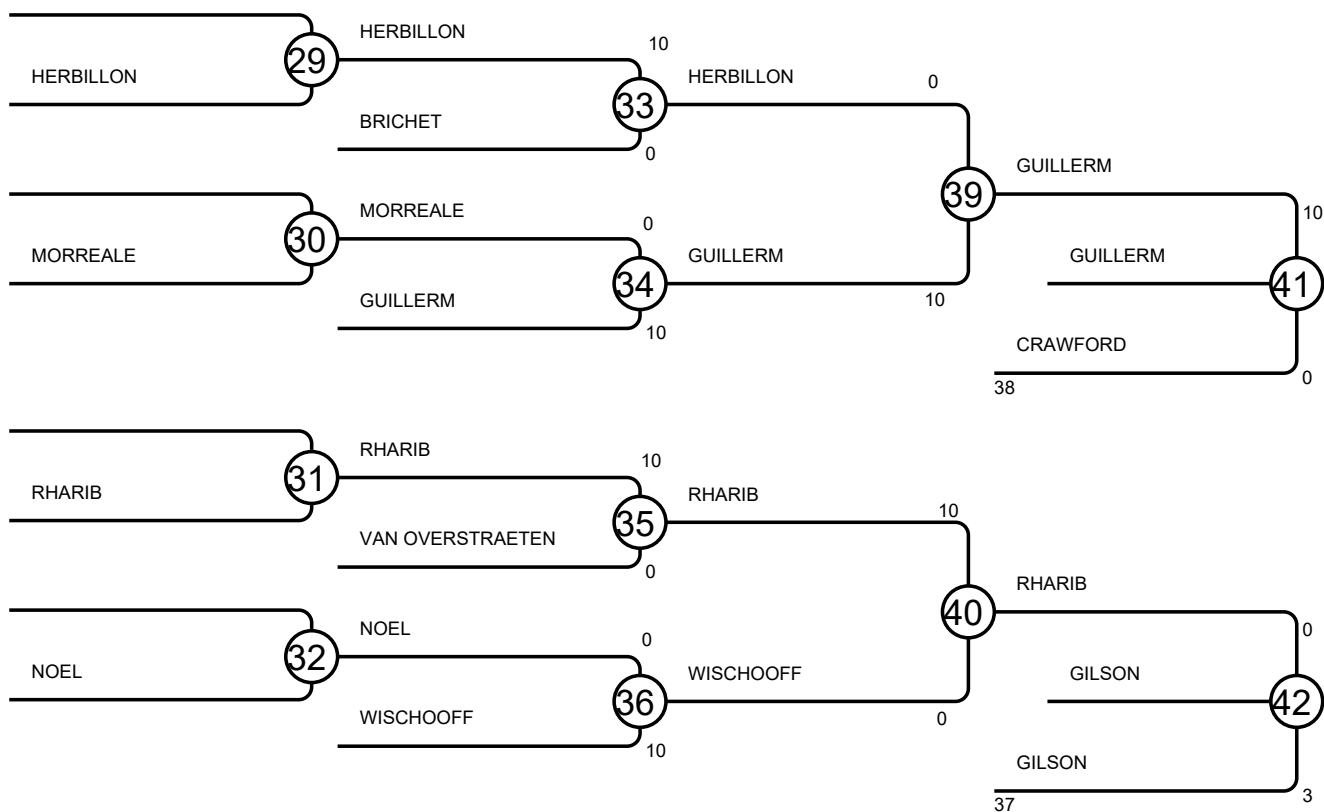 HERBILLON
29
HERBILLON
10
BRICHET
33
0
HERBILLON
0
MORREALE
30
MORREALE
0
GUILLERM
34
10
GUILLERM
10
39
GUILLERM
10
GUILLERM
41
CRAWFORD
38
0
RHARIB
31
RHARIB
10
VAN OVERSTRAETEN
35
0
RHARIB
10
NOEL
32
NOEL
0
WISCHOOFF
36
10
WISCHOOFF
0
40
RHARIB
0
GILSON
42
GILSON
37
3